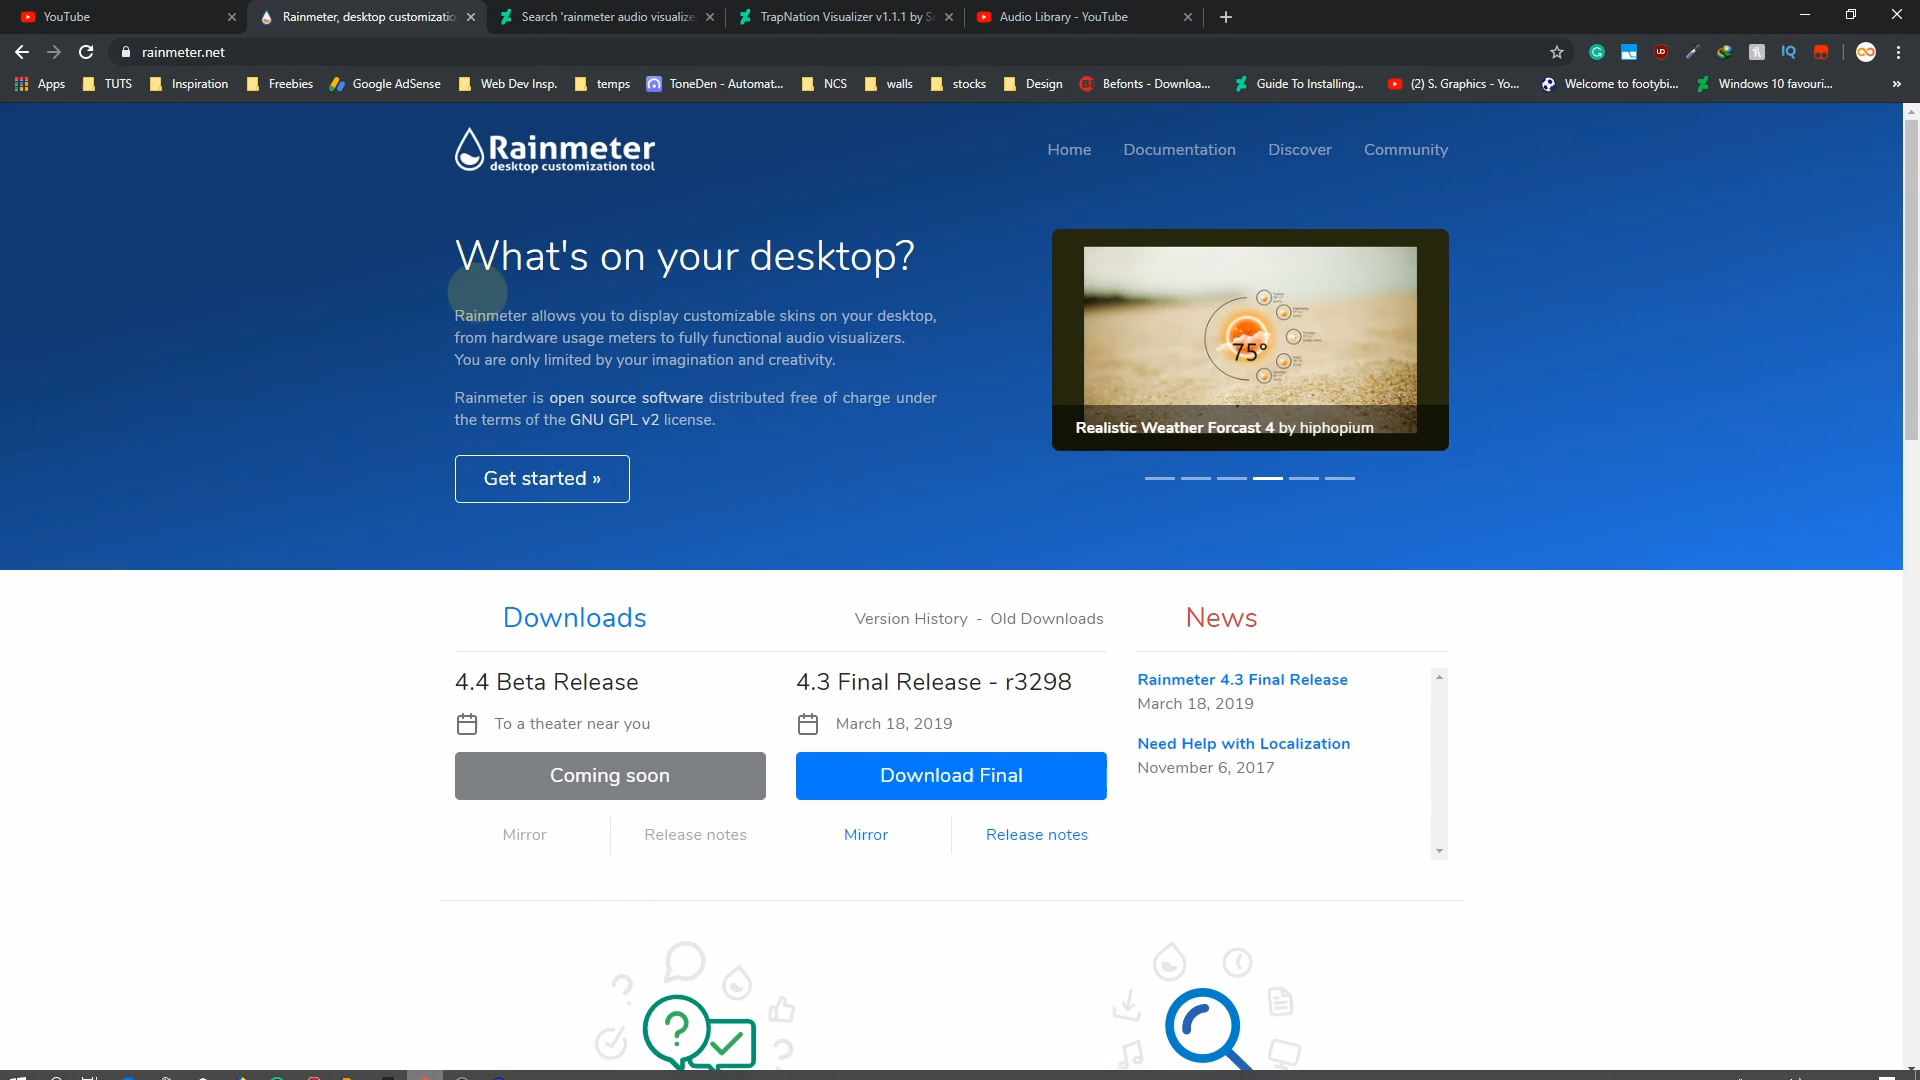 YouTube
Rainmeter, desktop customizatio
Search 'rainmeter audio visualize
TrapNation Visualizer v1.1.1 by S
Audio Library - YouTube
rainmeter.net
Apps
TUTS
Inspiration
Freebies
Google AdSense
Web Dev Insp.
temps
ToneDen - Automat...
NCS
walls
stocks
Design
Befonts - Downloa...
Guide To Installing...
(2) S. Graphics - Yo...
Welcome to footybi...
Windows 10 favouri...
Rainmeter
desktop customization tool
Home
Documentation
Discover
Community
What's on your desktop?
Rainmeter allows you to display customizable skins on your desktop,
from hardware usage meters to fully functional audio visualizers.
You are only limited by your imagination and creativity.
Rainmeter is open source software distributed free of charge under
the terms of the GNU GPL v2 license.
Get started »
75°
Realistic Weather Forcast 4 by hiphopium
Downloads
Version History - Old Downloads
News
4.4 Beta Release
To a theater near you
Coming soon
Mirror
Release notes
4.3 Final Release - r3298
March 18, 2019
Download Final
Mirror
Release notes
Rainmeter 4.3 Final Release
March 18, 2019
Need Help with Localization
November 6, 2017